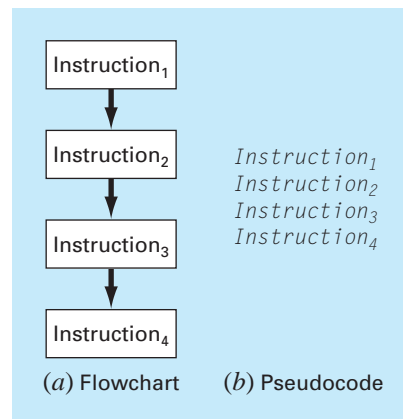 Instruction₁
Instruction₂
Instruction₃
Instruction₄
(a) Flowchart
Instruction₁
Instruction₂
Instruction₃
Instruction₄
(b) Pseudocode